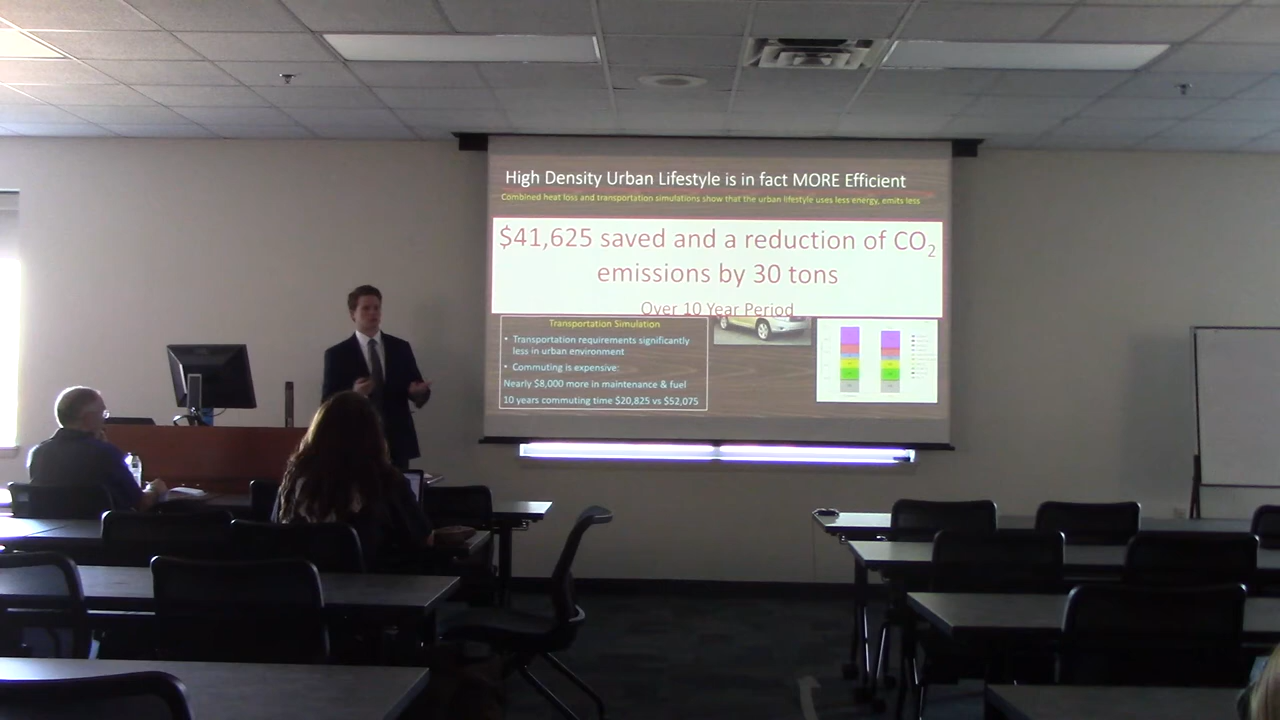 High Density Urban Lifestyle is in fact MORE Efficient
Combined heat loss and transportation simulations show that the urban lifestyle uses less energy, emits less
$41,625 saved and a reduction of CO₂
emissions by 30 tons
Over 10 Year Period
Transportation Simulation
• Transportation requirements significantly
less in urban environment
• Commuting is expensive:
Nearly $8,000 more in maintenance & fuel
10 years commuting time $20,825 vs $52,075